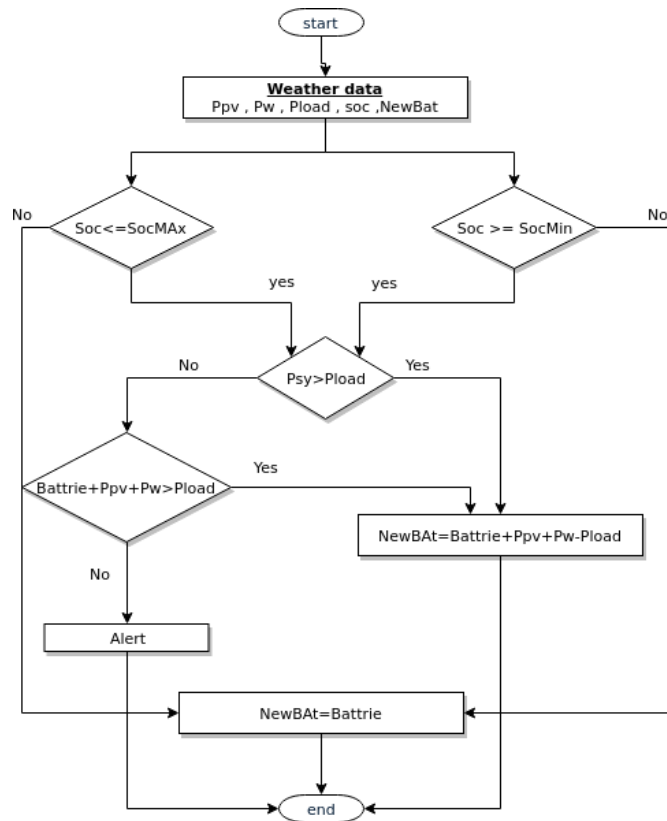 start
Weather data
Ppv , Pw , Pload , soc ,NewBat
No
Soc<=SocMAx
Soc >= SocMin
No
yes
yes
No
Psy>Pload
Yes
Battrie+Ppv+Pw>Pload
Yes
NewBAt=Battrie+Ppv+Pw-Pload
No
Alert
NewBAt=Battrie
end